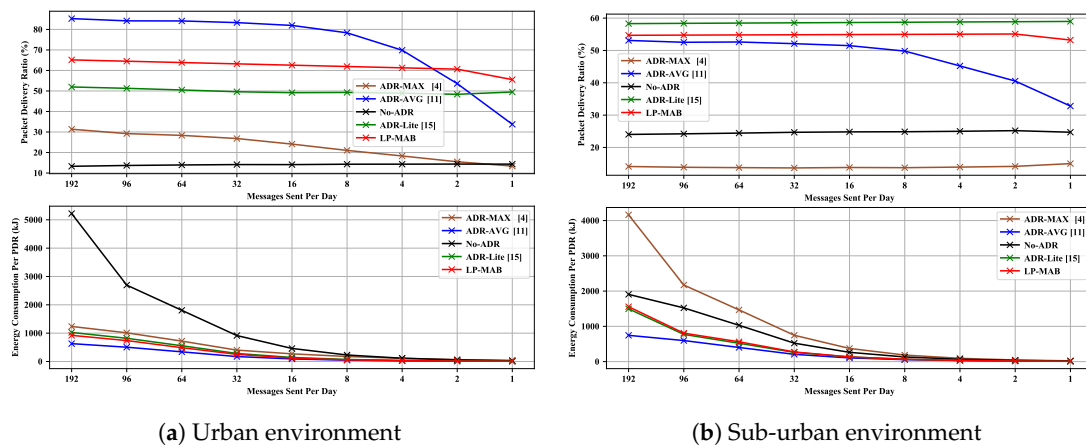 Packet Delivery Ratio (%)
80
70
60
50
40
30
20
10
ADR-MAX [4]
ADR-AVG [11]
No-ADR
ADR-Lite [15]
LP-MAB
192 96 64 32 16 8 4 2 1
Messages Sent Per Day
Energy Consumption Per PDR (kJ)
5000
4000
3000
2000
1000
0
ADR-MAX [4]
ADR-AVG [11]
No-ADR
ADR-Lite [15]
LP-MAB
192 96 64 32 16 8 4 2 1
Messages Sent Per Day
(a) Urban environment
Packet Delivery Ratio (%)
60
50
40
30
20
ADR-MAX [4]
ADR-AVG [11]
No-ADR
ADR-Lite [15]
LP-MAB
192 96 64 32 16 8 4 2 1
Messages Sent Per Day
Energy Consumption Per PDR (kJ)
4000
3000
2000
1000
0
ADR-MAX [4]
ADR-AVG [11]
No-ADR
ADR-Lite [15]
LP-MAB
192 96 64 32 16 8 4 2 1
Messages Sent Per Day
(b) Sub-urban environment